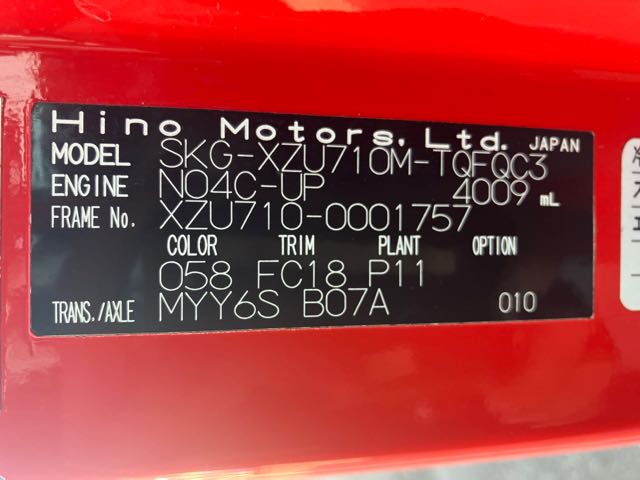 Hino Motors, Ltd. JAPAN
MODEL SKG-XZU710M-TQFQC3
ENGINE N04C-UP 4009 mL
FRAME No. XZU710-0001757
COLOR TRIM PLANT OPTION
058 FC18 P11
TRANS./AXLE MYY6S B07A 010